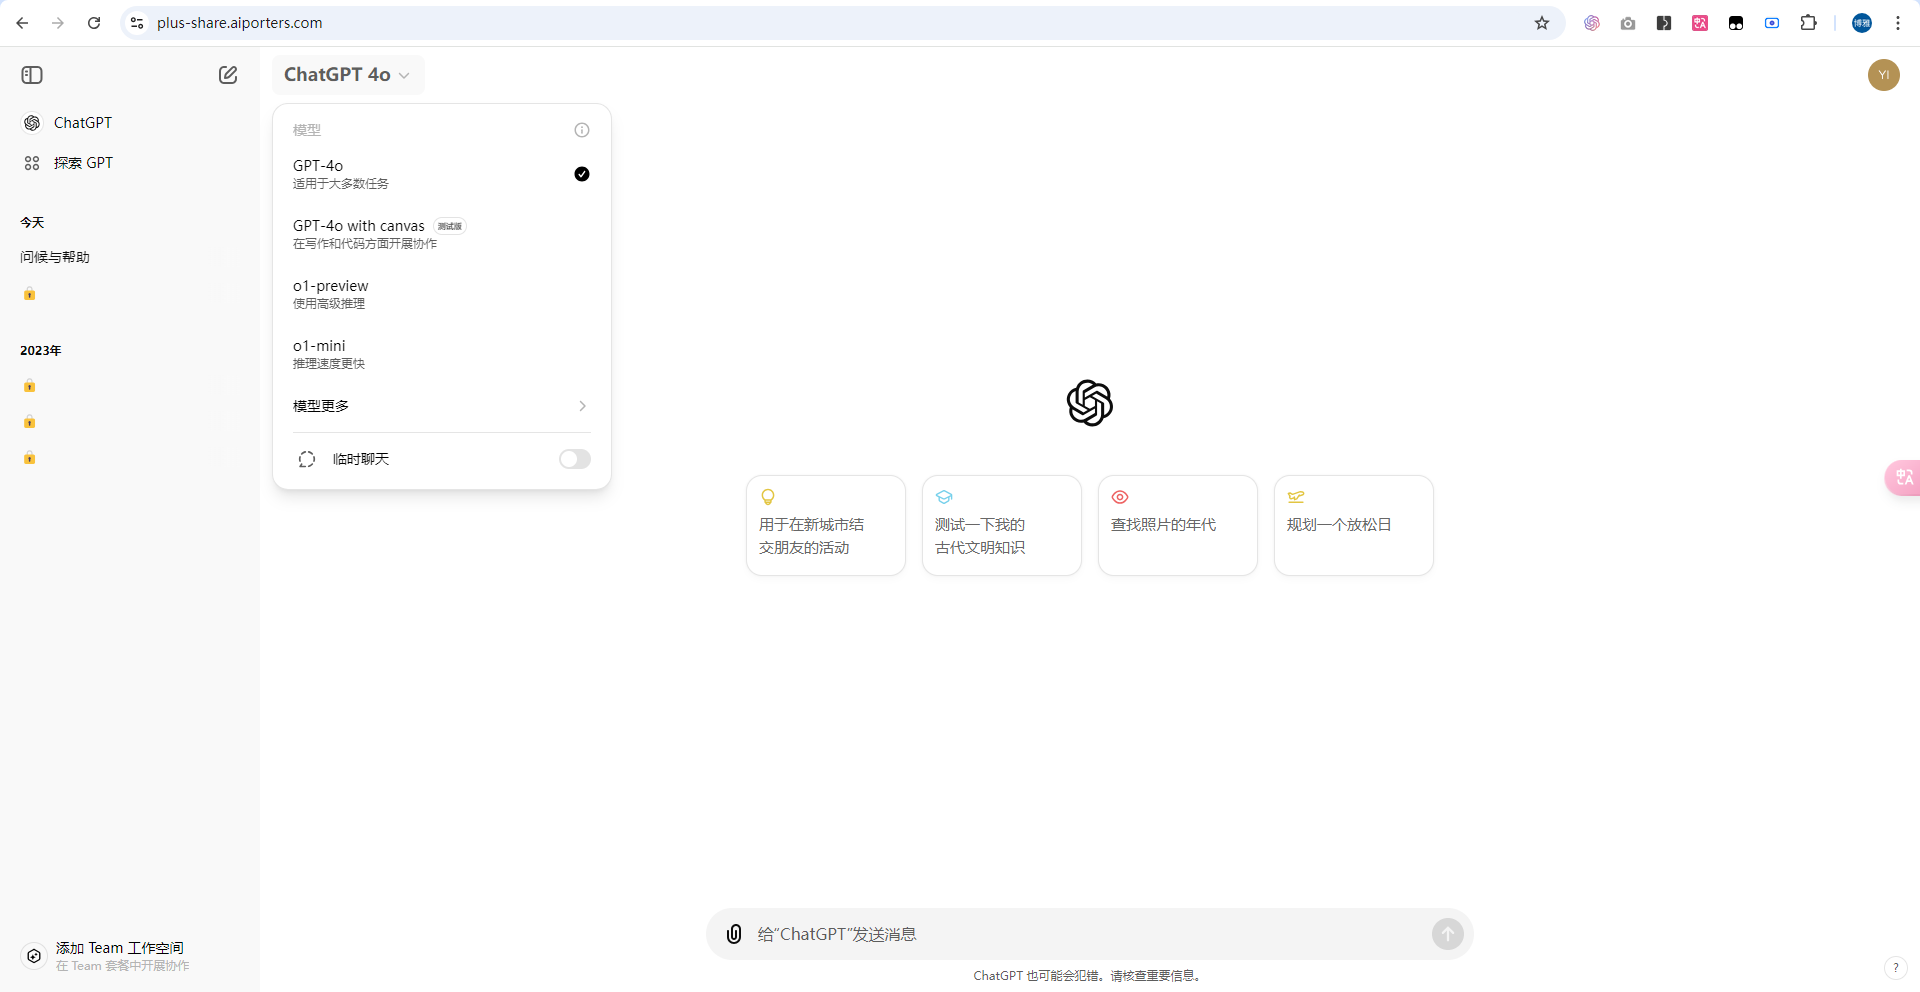 plus-share.aiporters.com
博雅
ChatGPT 4o
YI
ChatGPT
探索 GPT
今天
问候与帮助
2023年
模型
GPT-4o
适用于大多数任务
GPT-4o with canvas 测试版
在写作和代码方面开展协作
o1-preview
使用高级推理
o1-mini
推理速度更快
模型更多
临时聊天
用于在新城市结
交朋友的活动
测试一下我的
古代文明知识
查找照片的年代
规划一个放松日
中A
添加 Team 工作空间
在 Team 套餐中开展协作
给“ChatGPT”发送消息
ChatGPT 也可能会犯错。请核查重要信息。
?